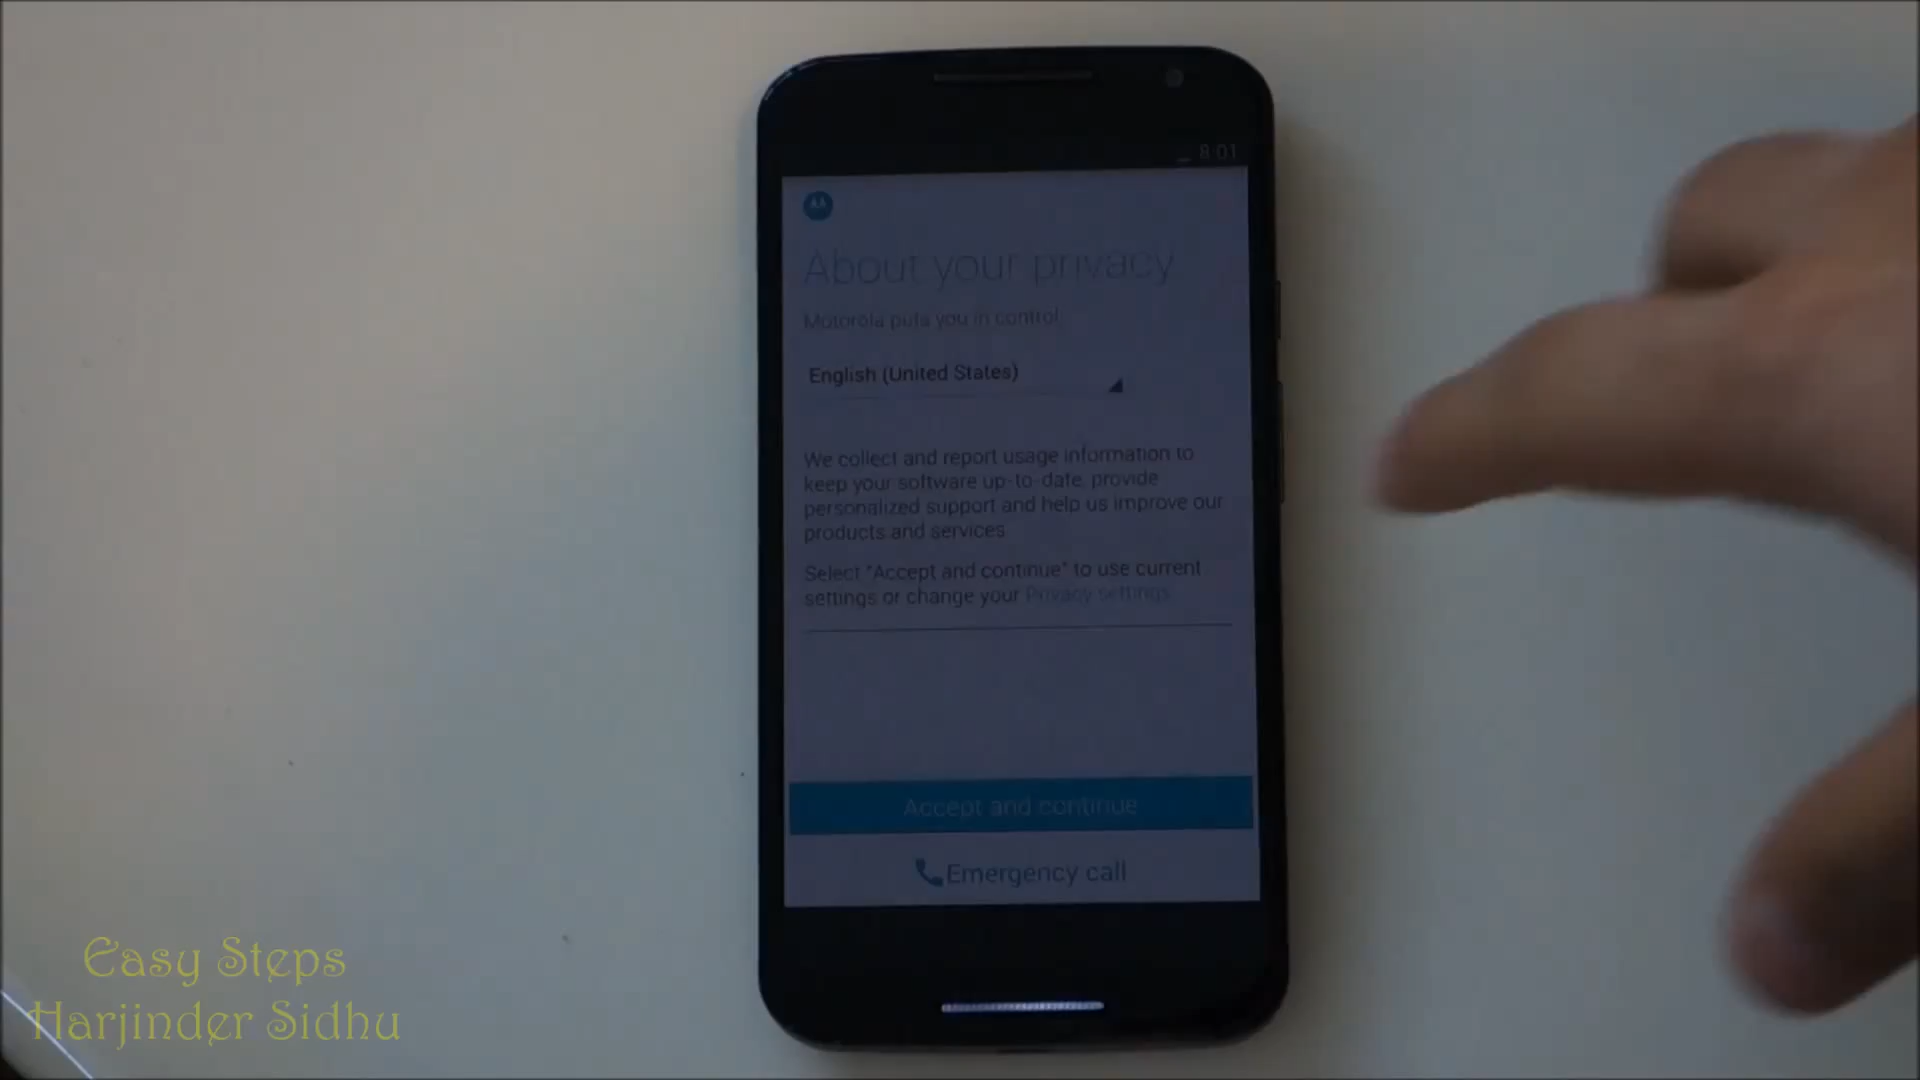 8:01
About your privacy
Motorola puts you in control
English (United States)
We collect and report usage information to
keep your software up-to-date, provide
personalized support and help us improve our
products and services
Select "Accept and continue" to use current
settings or change your Privacy settings
Accept and continue
Emergency call
Easy Steps
Harjinder Sidhu